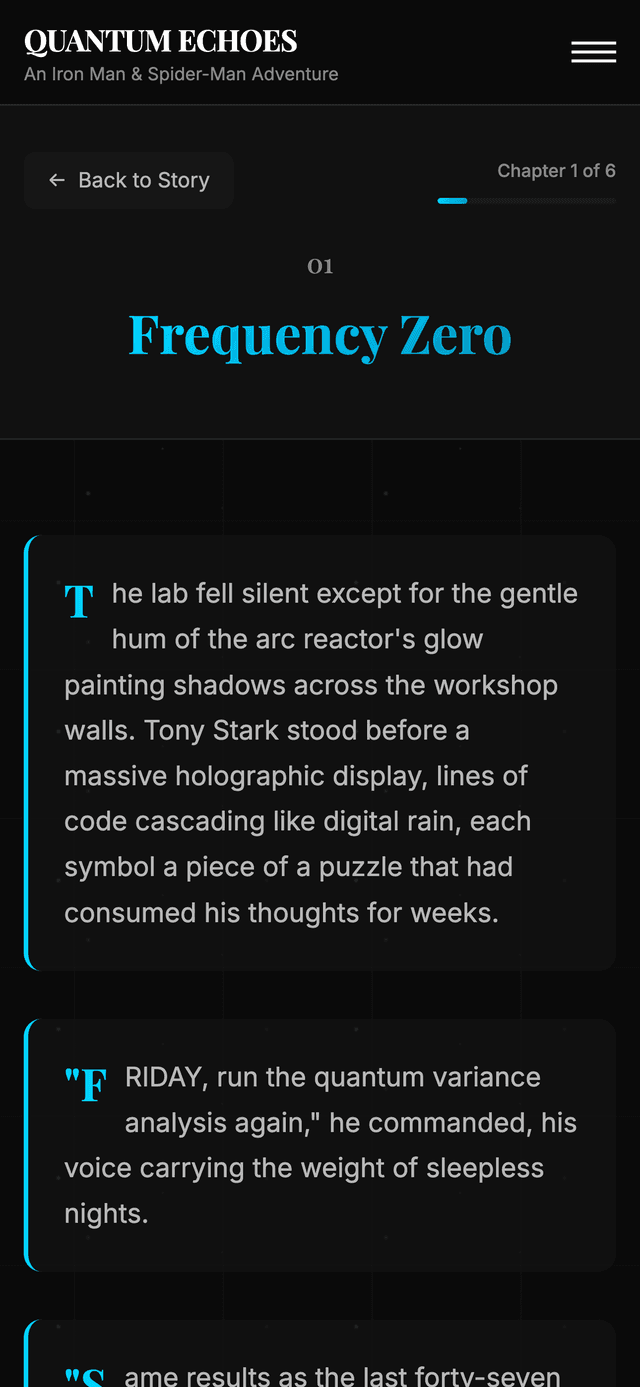 QUANTUM ECHOES
An Iron Man & Spider-Man Adventure
← Back to Story
Chapter 1 of 6
01
Frequency Zero
The lab fell silent except for the gentle
hum of the arc reactor's glow
painting shadows across the workshop
walls. Tony Stark stood before a
massive holographic display, lines of
code cascading like digital rain, each
symbol a piece of a puzzle that had
consumed his thoughts for weeks.
"FRIDAY, run the quantum variance
analysis again," he commanded, his
voice carrying the weight of sleepless
nights.
"Same results as the last forty-seven